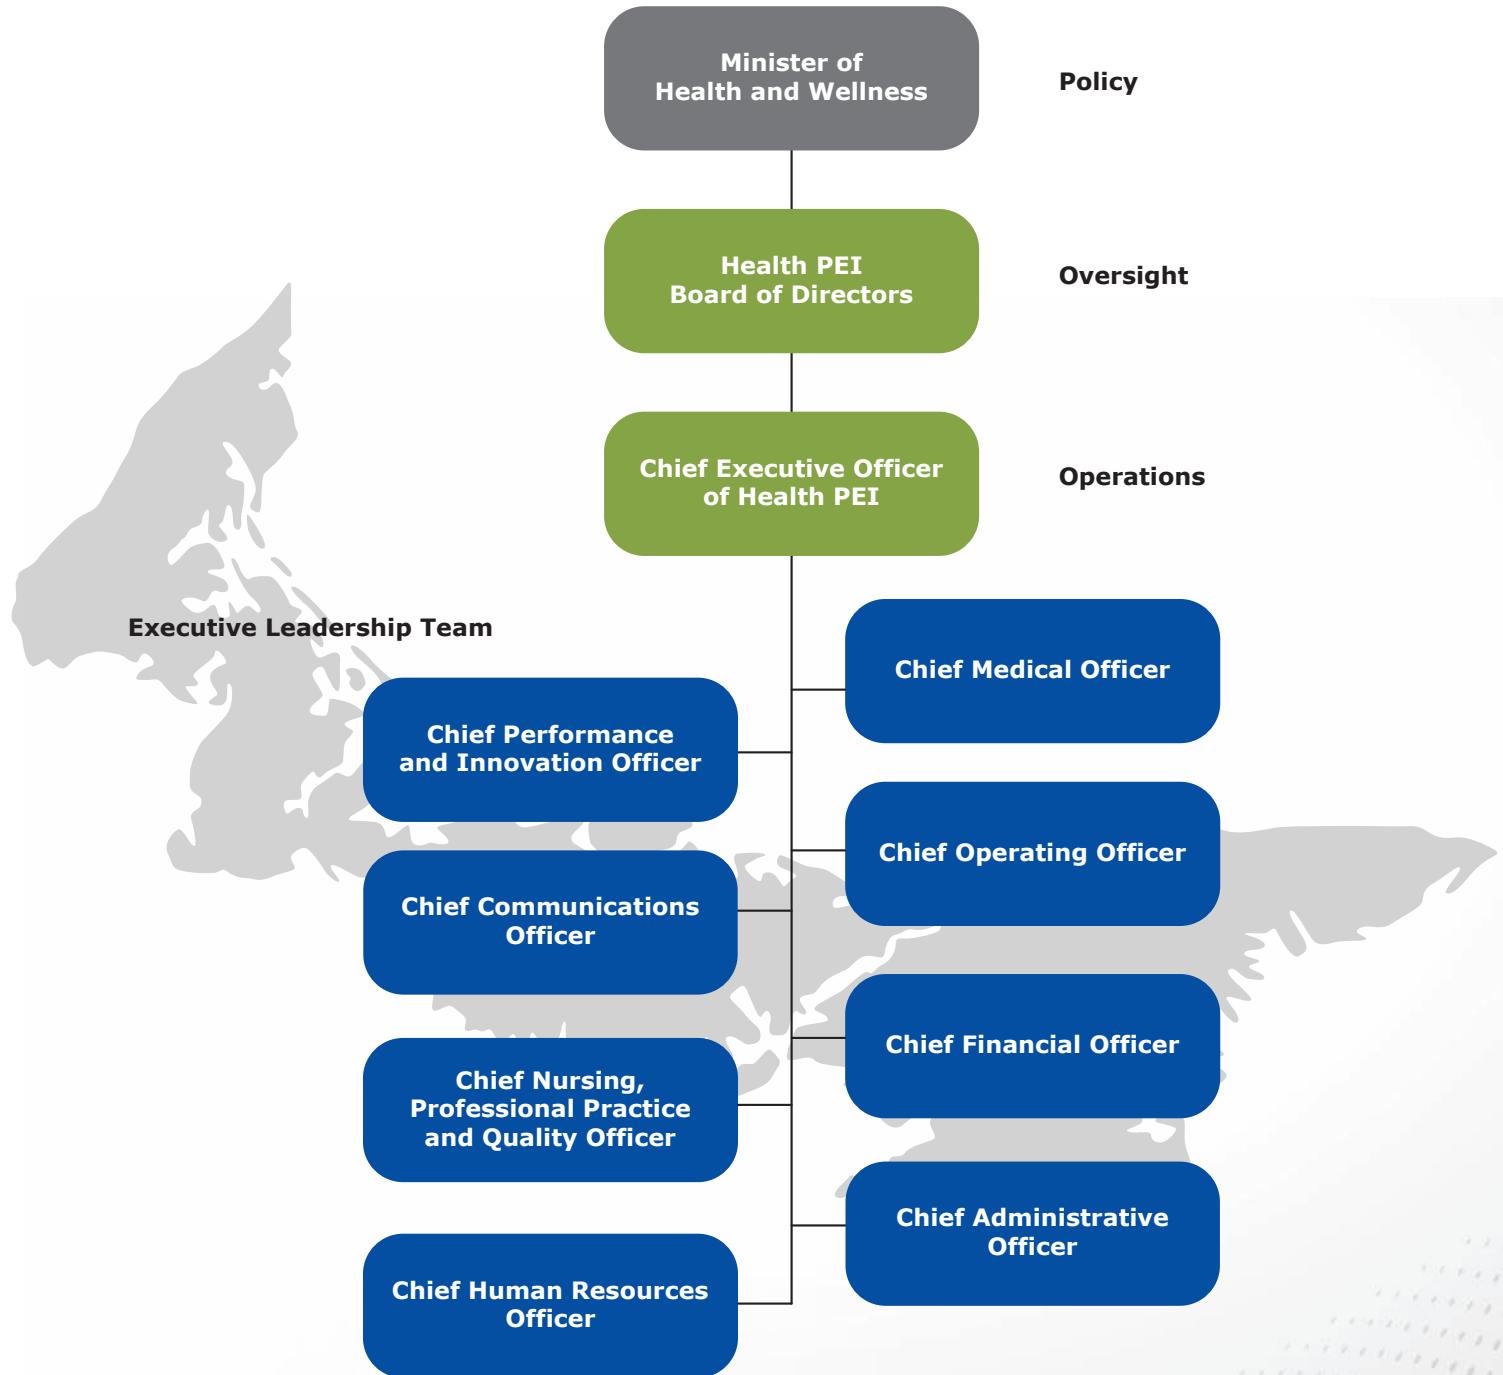 Minister of
Health and Wellness
Policy
Health PEI
Board of Directors
Oversight
Chief Executive Officer
of Health PEI
Operations
Executive Leadership Team
Chief Medical Officer
Chief Performance
and Innovation Officer
Chief Operating Officer
Chief Communications
Officer
Chief Financial Officer
Chief Nursing,
Professional Practice
and Quality Officer
Chief Administrative
Officer
Chief Human Resources
Officer